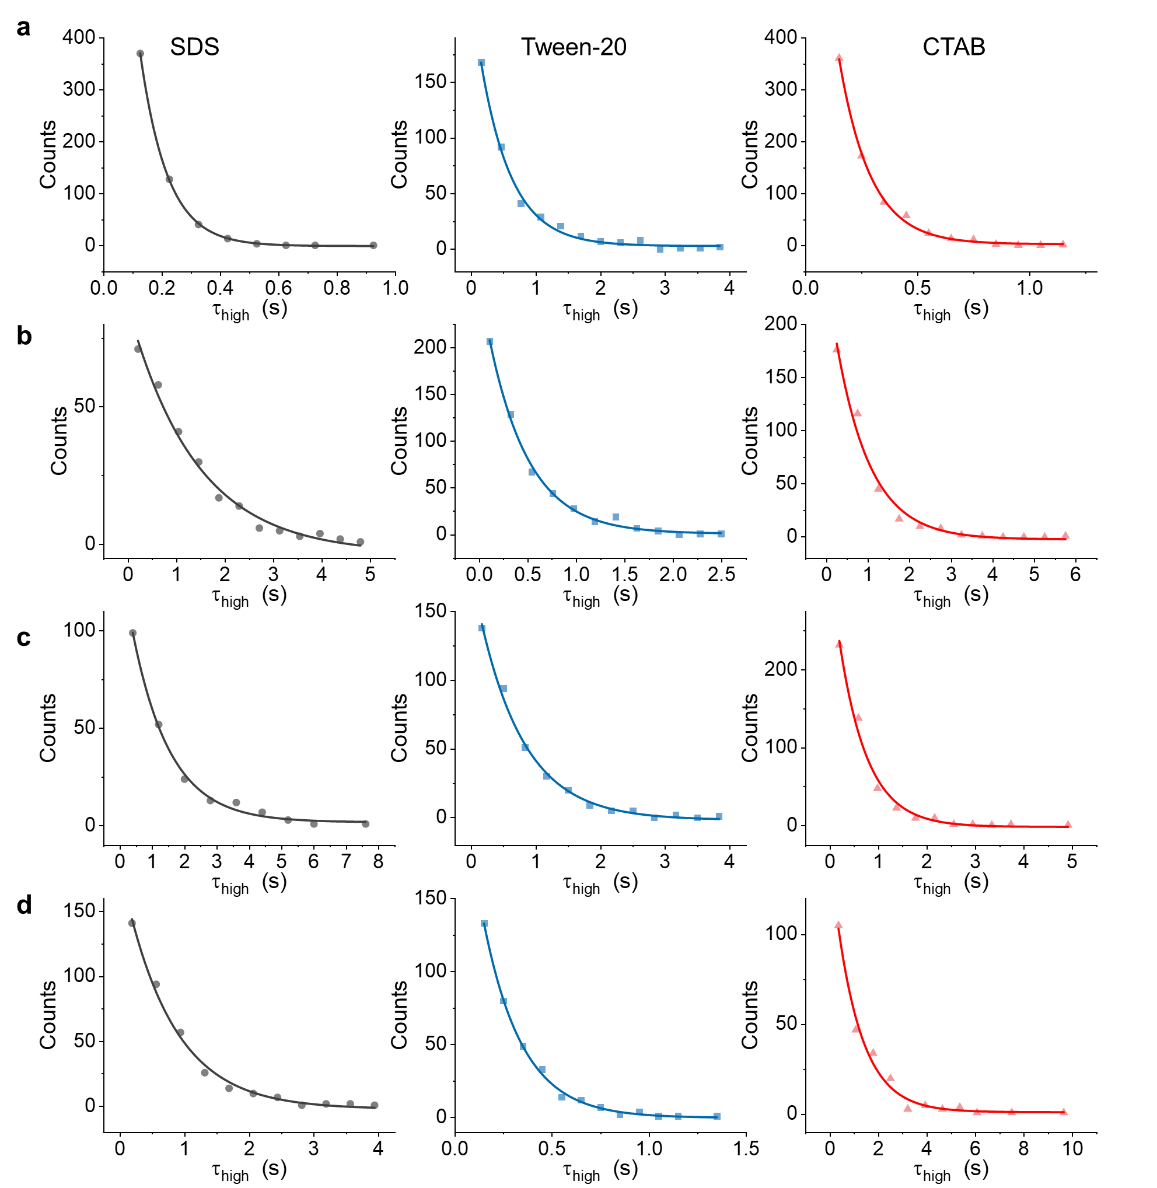 a
SDS
Tween-20
CTAB
400
300
200
100
0
Counts
0.0 0.2 0.4 0.6 0.8 1.0
τhigh (s)
150
100
50
0
Counts
0 1 2 3 4
τhigh (s)
400
300
200
100
0
Counts
0.0 0.5 1.0
τhigh (s)
b
50
0
Counts
0 1 2 3 4 5
τhigh (s)
200
150
100
50
0
Counts
0.0 0.5 1.0 1.5 2.0 2.5
τhigh (s)
200
150
100
50
0
Counts
0 1 2 3 4 5 6
τhigh (s)
c
100
50
0
Counts
0 1 2 3 4 5 6 7 8
τhigh (s)
150
100
50
0
Counts
0 1 2 3 4
τhigh (s)
200
100
0
Counts
0 1 2 3 4 5
τhigh (s)
d
150
100
50
0
Counts
0 1 2 3 4
τhigh (s)
150
100
50
0
Counts
0.0 0.5 1.0 1.5
τhigh (s)
100
50
0
Counts
0 2 4 6 8 10
τhigh (s)